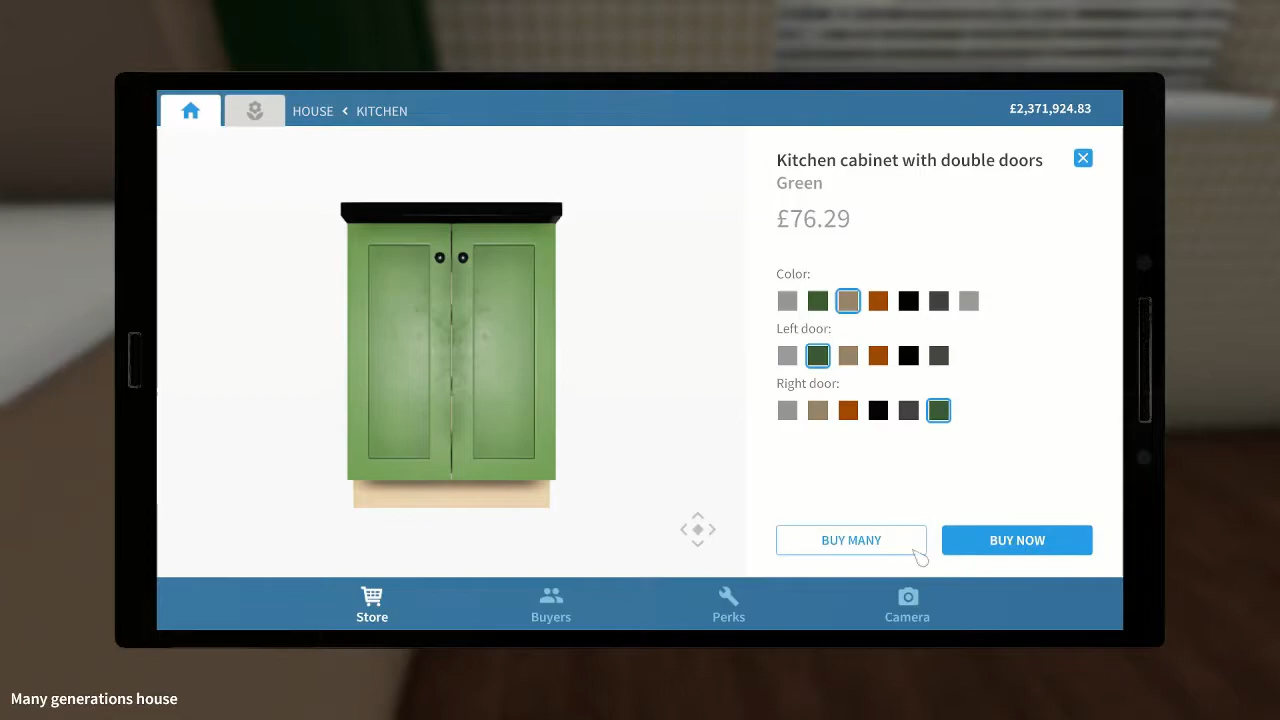 HOUSE < KITCHEN
£2,371,924.83
Kitchen cabinet with double doors
Green
£76.29
Color:
Left door:
Right door:
BUY MANY
BUY NOW
Store
Buyers
Perks
Camera
Many generations house